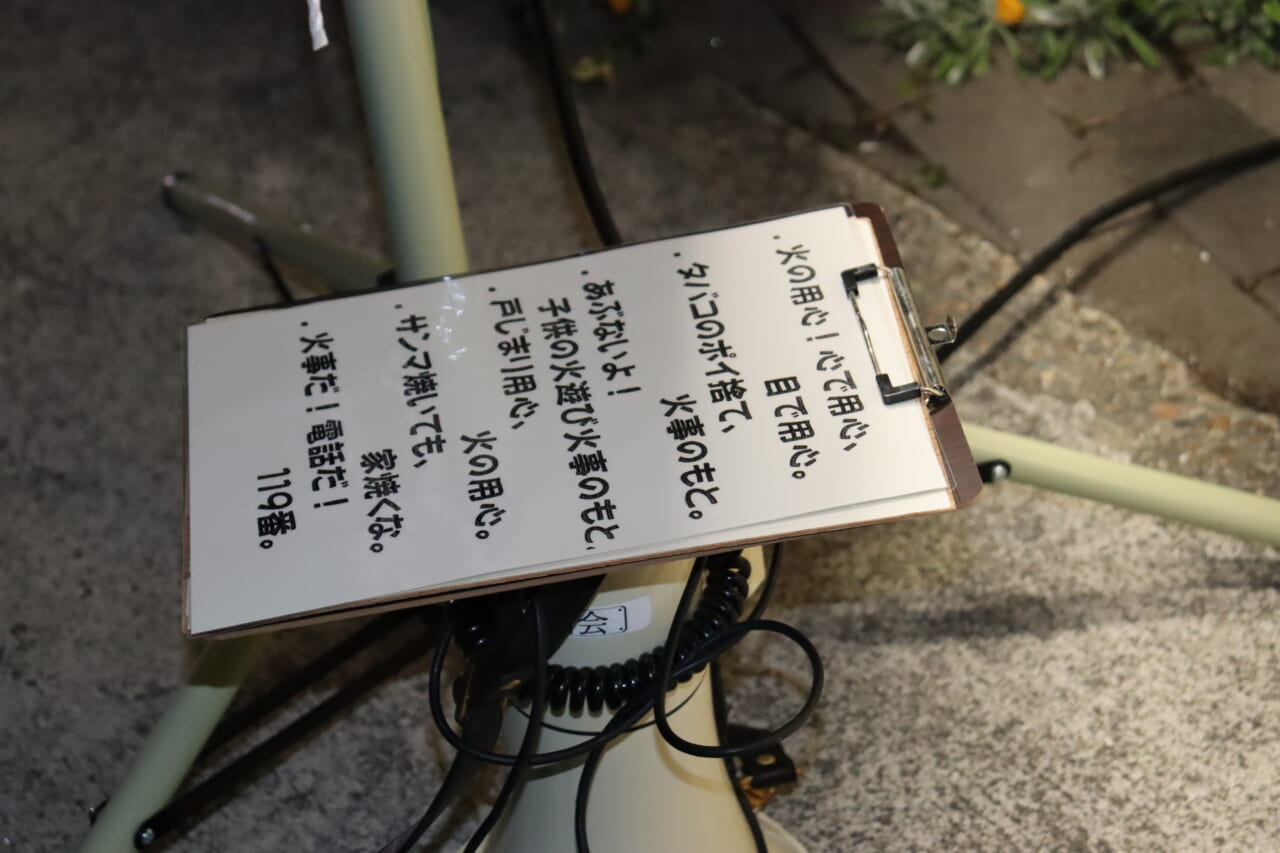 ・火の用心！心で用心、
目で用心。
・タバコのポイ捨て、
火事のもと。
・あぶないよ！
子供の火遊び火事のもと、
・戸じまり用心、
火の用心。
・サンマ焼いても、
家焼くな。
・火事だ！電話だ！
119番。
会